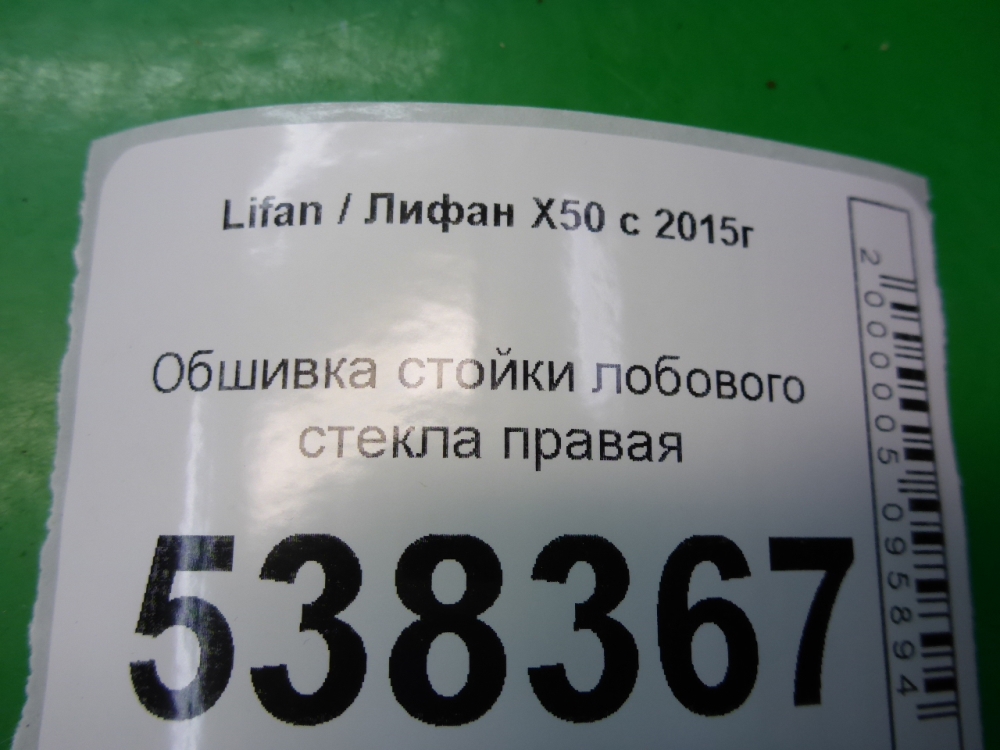 Lifan / Лифан X50 с 2015г
Обшивка стойки лобового
стекла правая
538367
2000005095894